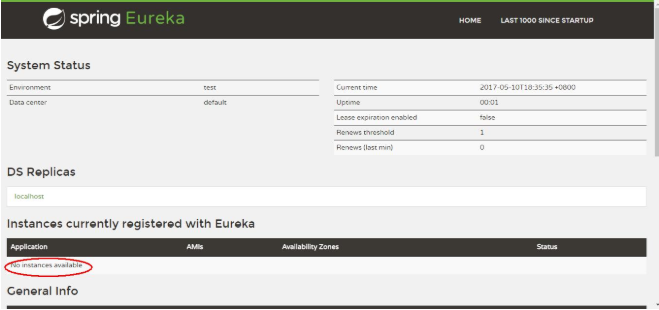 spring Eureka
HOME LAST 1000 SINCE STARTUP
System Status
Environment test
Data center default
Current time 2017-05-10T18:35:35 +0800
Uptime 00:01
Lease expiration enabled false
Renews threshold 1
Renews (last min) 0
DS Replicas
localhost
Instances currently registered with Eureka
Application AMIs Availability Zones Status
No instances available
General Info